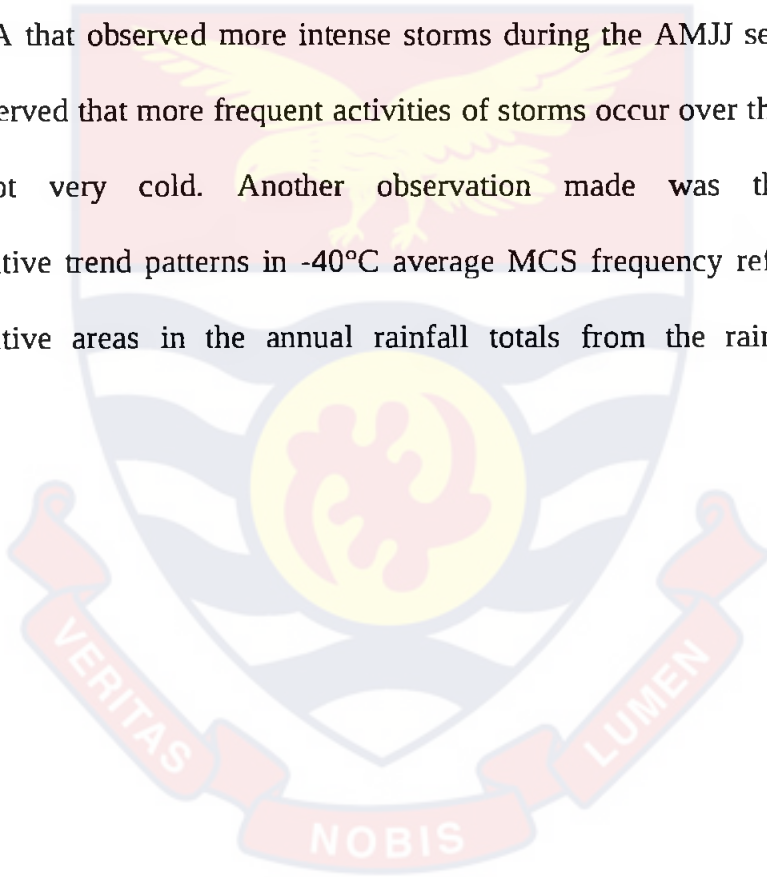 A that observed more intense storms during the AMJJ se
erved that more frequent activities of storms occur over th
ot very cold. Another observation made was th
tive trend patterns in -40°C average MCS frequency ref
tive areas in the annual rainfall totals from the rain
VERITAS
NOBIS
LUMEN